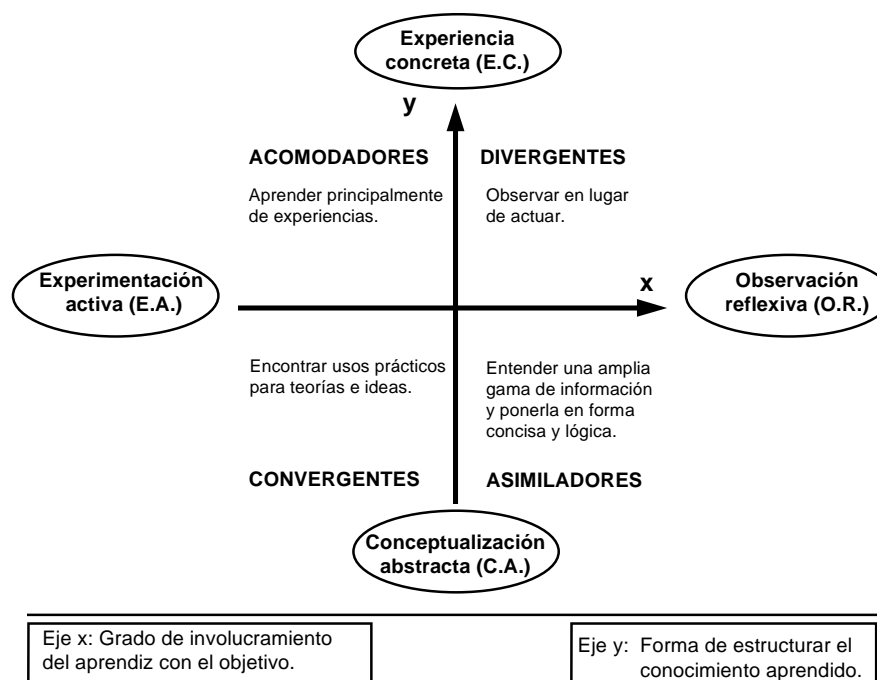 Experiencia
concreta (E.C.)
y
ACOMODADORES
Aprender principalmente
de experiencias.
DIVERGENTES
Observar en lugar
de actuar.
Experimentación
activa (E.A.)
x
Observación
reflexiva (O.R.)
Encontrar usos prácticos
para teorías e ideas.
CONVERGENTES
Entender una amplia
gama de información
y ponerla en forma
concisa y lógica.
ASIMILADORES
Conceptualización
abstracta (C.A.)
Eje x: Grado de involucramiento
del aprendiz con el objetivo.
Eje y: Forma de estructurar el
conocimiento aprendido.